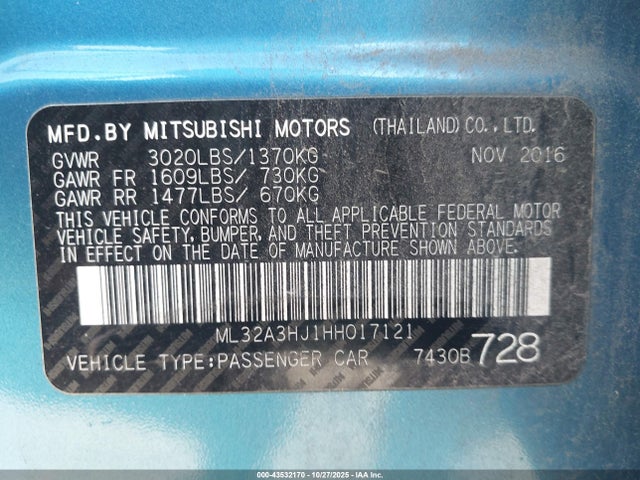 MFD.BY MITSUBISHI MOTORS (THAILAND)CO.,LTD.
GVWR 3020LBS/1370KG NOV 2016
GAWR FR 1609LBS/ 730KG
GAWR RR 1477LBS/ 670KG
THIS VEHICLE CONFORMS TO ALL APPLICABLE FEDERAL MOTOR
VEHICLE SAFETY, BUMPER, AND THEFT PREVENTION STANDARDS
IN EFFECT ON THE DATE OF MANUFACTURE SHOWN ABOVE.
ML32A3HJ1HH017121
VEHICLE TYPE:PASSENGER CAR 7430B 728
000-43532170 - 10/27/2025 - IAAI.COM